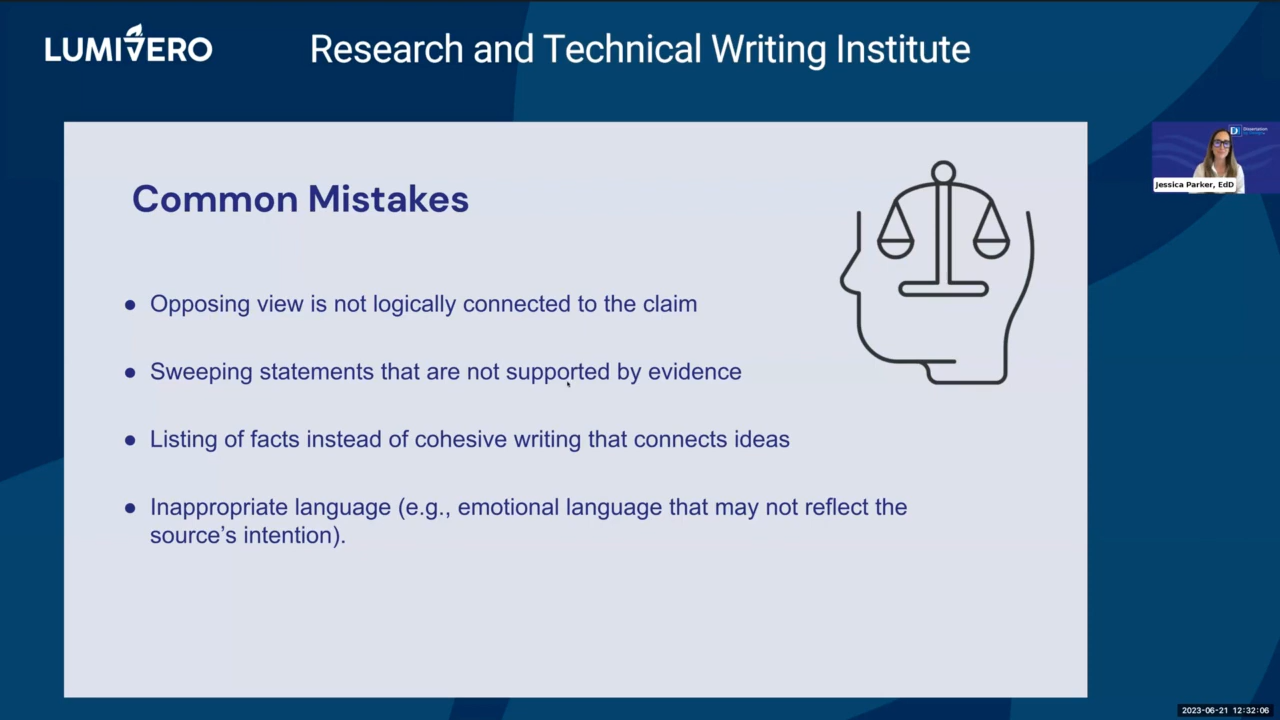 LUMIVERO
Research and Technical Writing Institute
Common Mistakes
● Opposing view is not logically connected to the claim
● Sweeping statements that are not supported by evidence
● Listing of facts instead of cohesive writing that connects ideas
● Inappropriate language (e.g., emotional language that may not reflect the
source’s intention).
Dissertation
Jessica Parker, EdD
2023-06-21 12:32:06